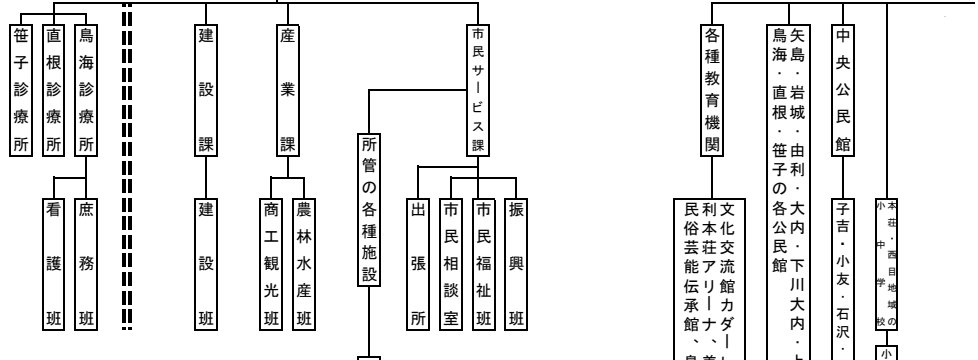 中央公民館
矢島・岩城・由利・大内・下川大内・
鳥海・直根・笹子の各公民館
各種教育機関
市民サービス課
産業課
建設課
鳥海診療所
直根診療所
笹子診療所
本荘・西目地域の
小中学校
小
子吉・小友・石沢・
文化交流館カダー
利本荘アリーナ、
民俗芸能伝承館、
所管の各種施設
振興班
市民福祉班
市民相談室
出張所
農林水産班
商工観光班
建設班
庶務班
看護班